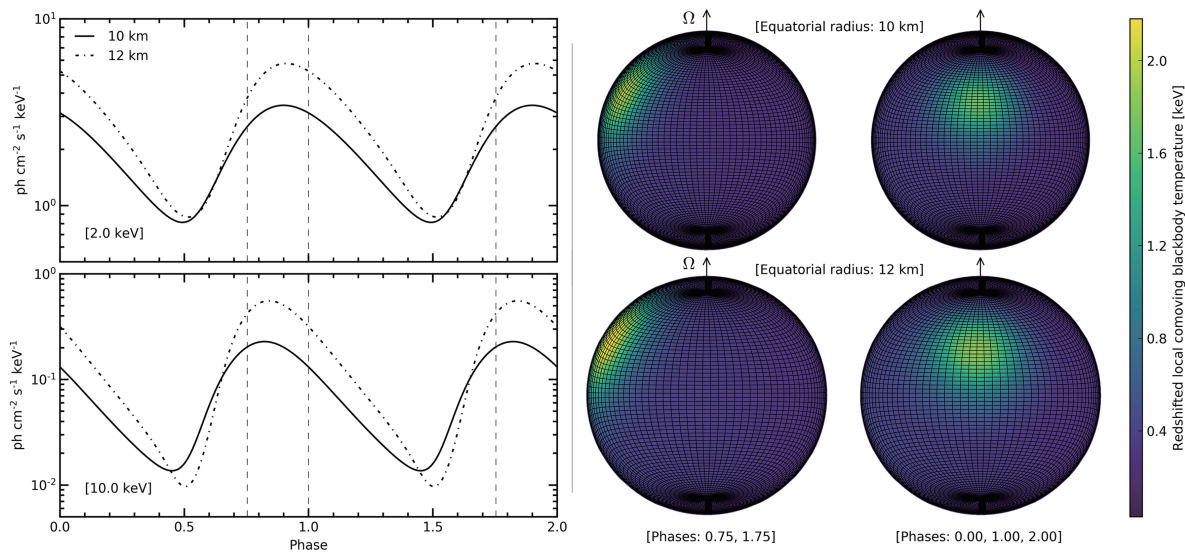 10¹
10 km
12 km
ph cm⁻² s⁻¹ keV⁻¹
10⁰
[2.0 keV]
10⁰
10⁻¹
ph cm⁻² s⁻¹ keV⁻¹
10⁻²
[10.0 keV]
0.0 0.5 1.0 1.5 2.0
Phase
Ω
[Equatorial radius: 10 km]
Ω
[Equatorial radius: 12 km]
[Phases: 0.75, 1.75]
[Phases: 0.00, 1.00, 2.00]
2.0
1.6
1.2
0.8
0.4
Redshifted local comoving blackbody temperature [keV]